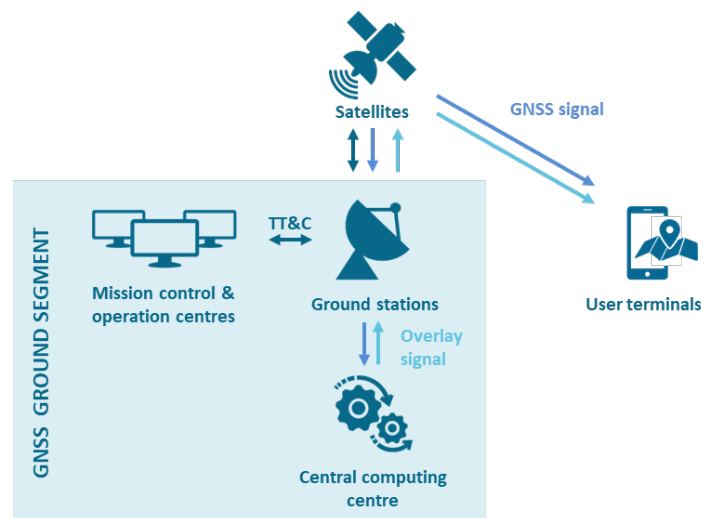 Satellites
GNSS signal
TT&C
Mission control &
operation centres
Ground stations
User terminals
Overlay
signal
Central computing
centre
GNSS GROUND SEGMENT